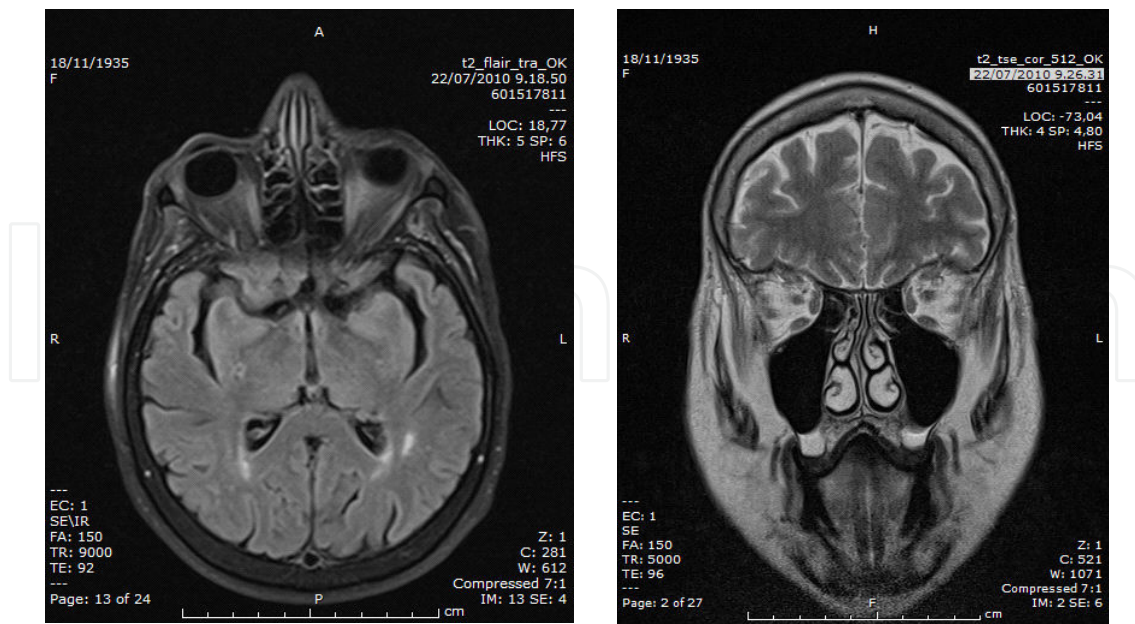 A
18/11/1935
F
t2_flair_tra_OK
22/07/2010 9.18.50
601517811
---
LOC: 18,77
THK: 5 SP: 6
HFS
R
L
---
EC: 1
SE\IR
FA: 150
TR: 9000
TE: 92
---
Page: 13 of 24
Z: 1
C: 281
W: 612
Compressed 7:1
IM: 13 SE: 4
P
cm
H
18/11/1935
F
t2_tse_cor_512_OK
22/07/2010 9.26.31
601517811
---
LOC: -73,04
THK: 4 SP: 4,80
HFS
R
L
---
EC: 1
SE
FA: 150
TR: 5000
TE: 96
---
Page: 2 of 27
Z: 1
C: 521
W: 1071
Compressed 7:1
IM: 2 SE: 6
F
cm